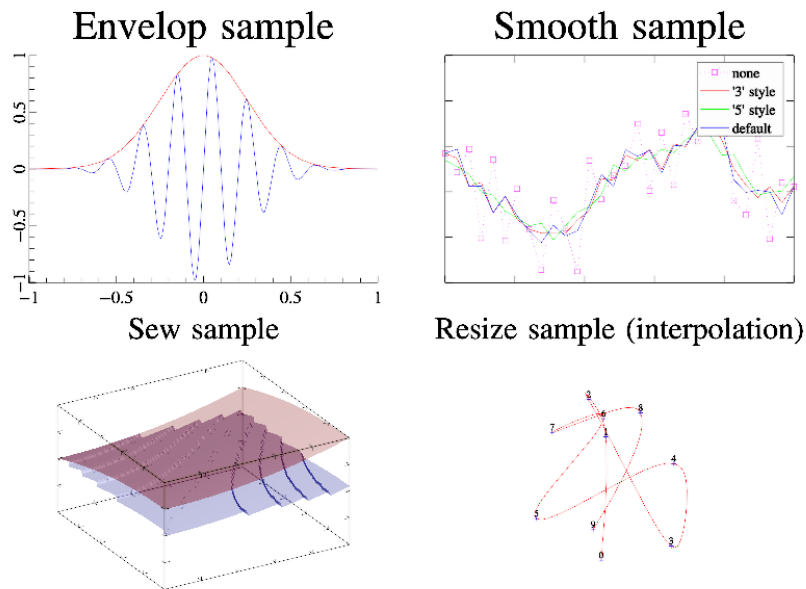 Envelop sample
Smooth sample
1
0.5
0
−0.5
−1
−1
−0.5
0
0.5
1
none
'3' style
'5' style
default
Sew sample
Resize sample (interpolation)
2
6
8
7
1
4
5
9
3
0